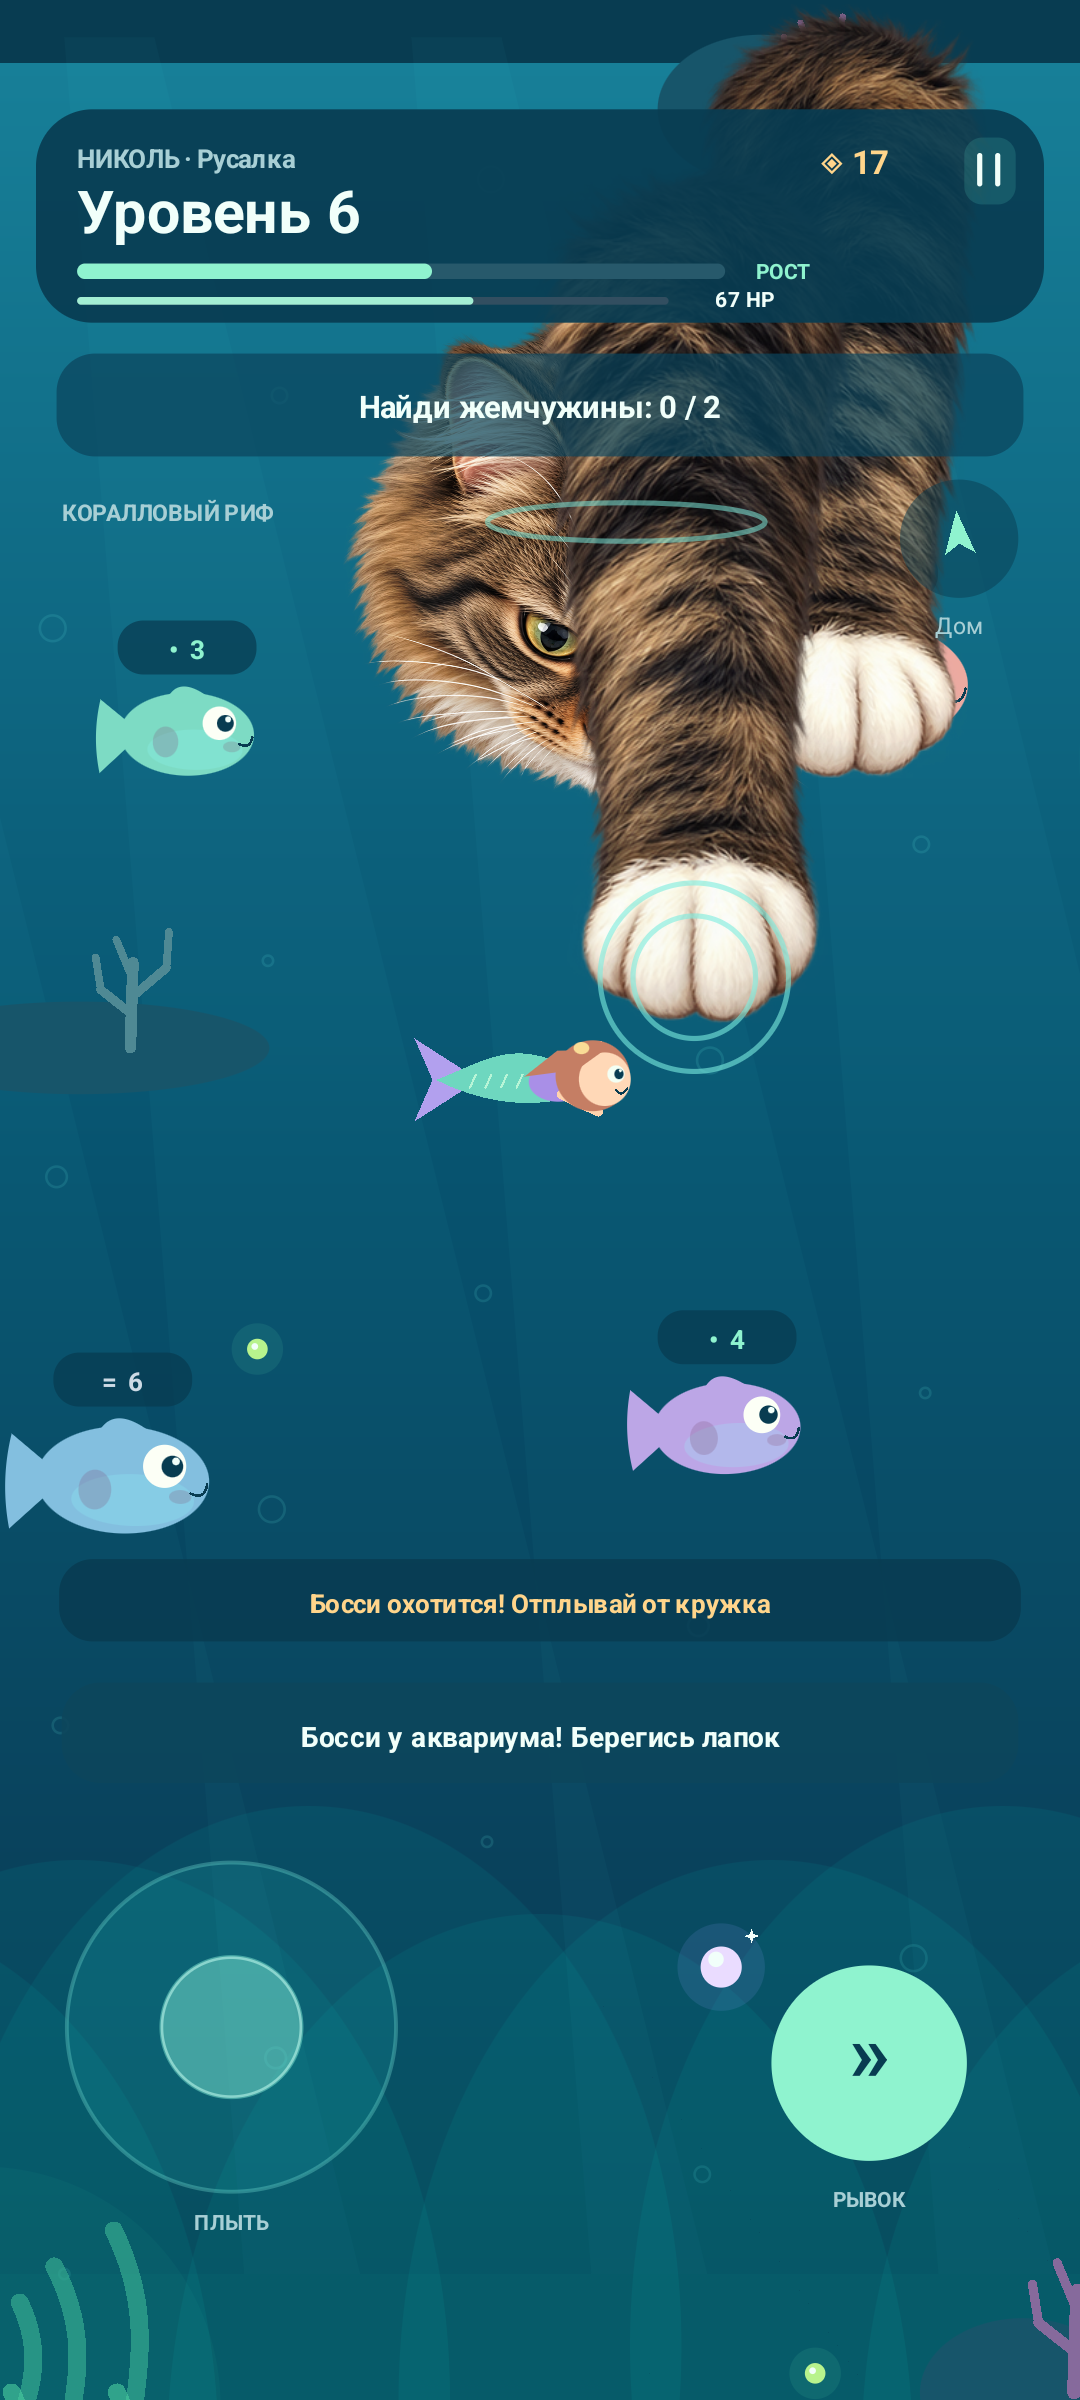 НИКОЛЬ · Русалка
17
Уровень 6
РОСТ
67 HP
Найди жемчужины: 0 / 2
КОРАЛЛОВЫЙ РИФ
Дом
• 3
• 4
= 6
Босси охотится! Отплывай от кружка
Босси у аквариума! Берегись лапок
»
РЫВОК
ПЛЫТЬ